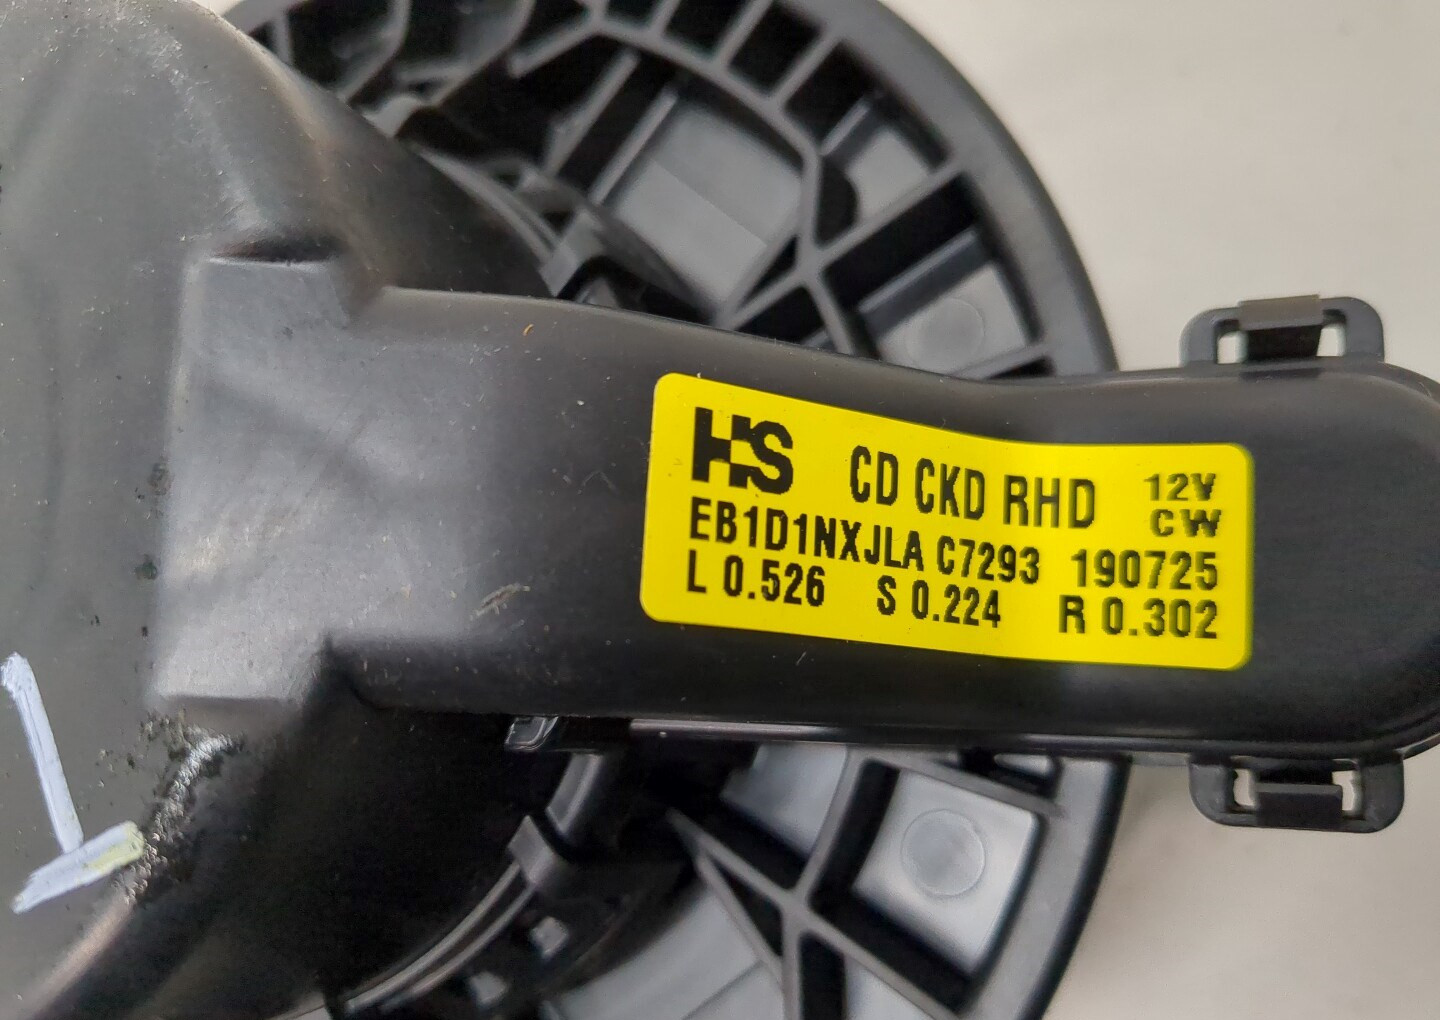 HS CD CKD RHD 12V
CW
EB1D1NXJLA C7293 190725
L 0.526 S 0.224 R 0.302